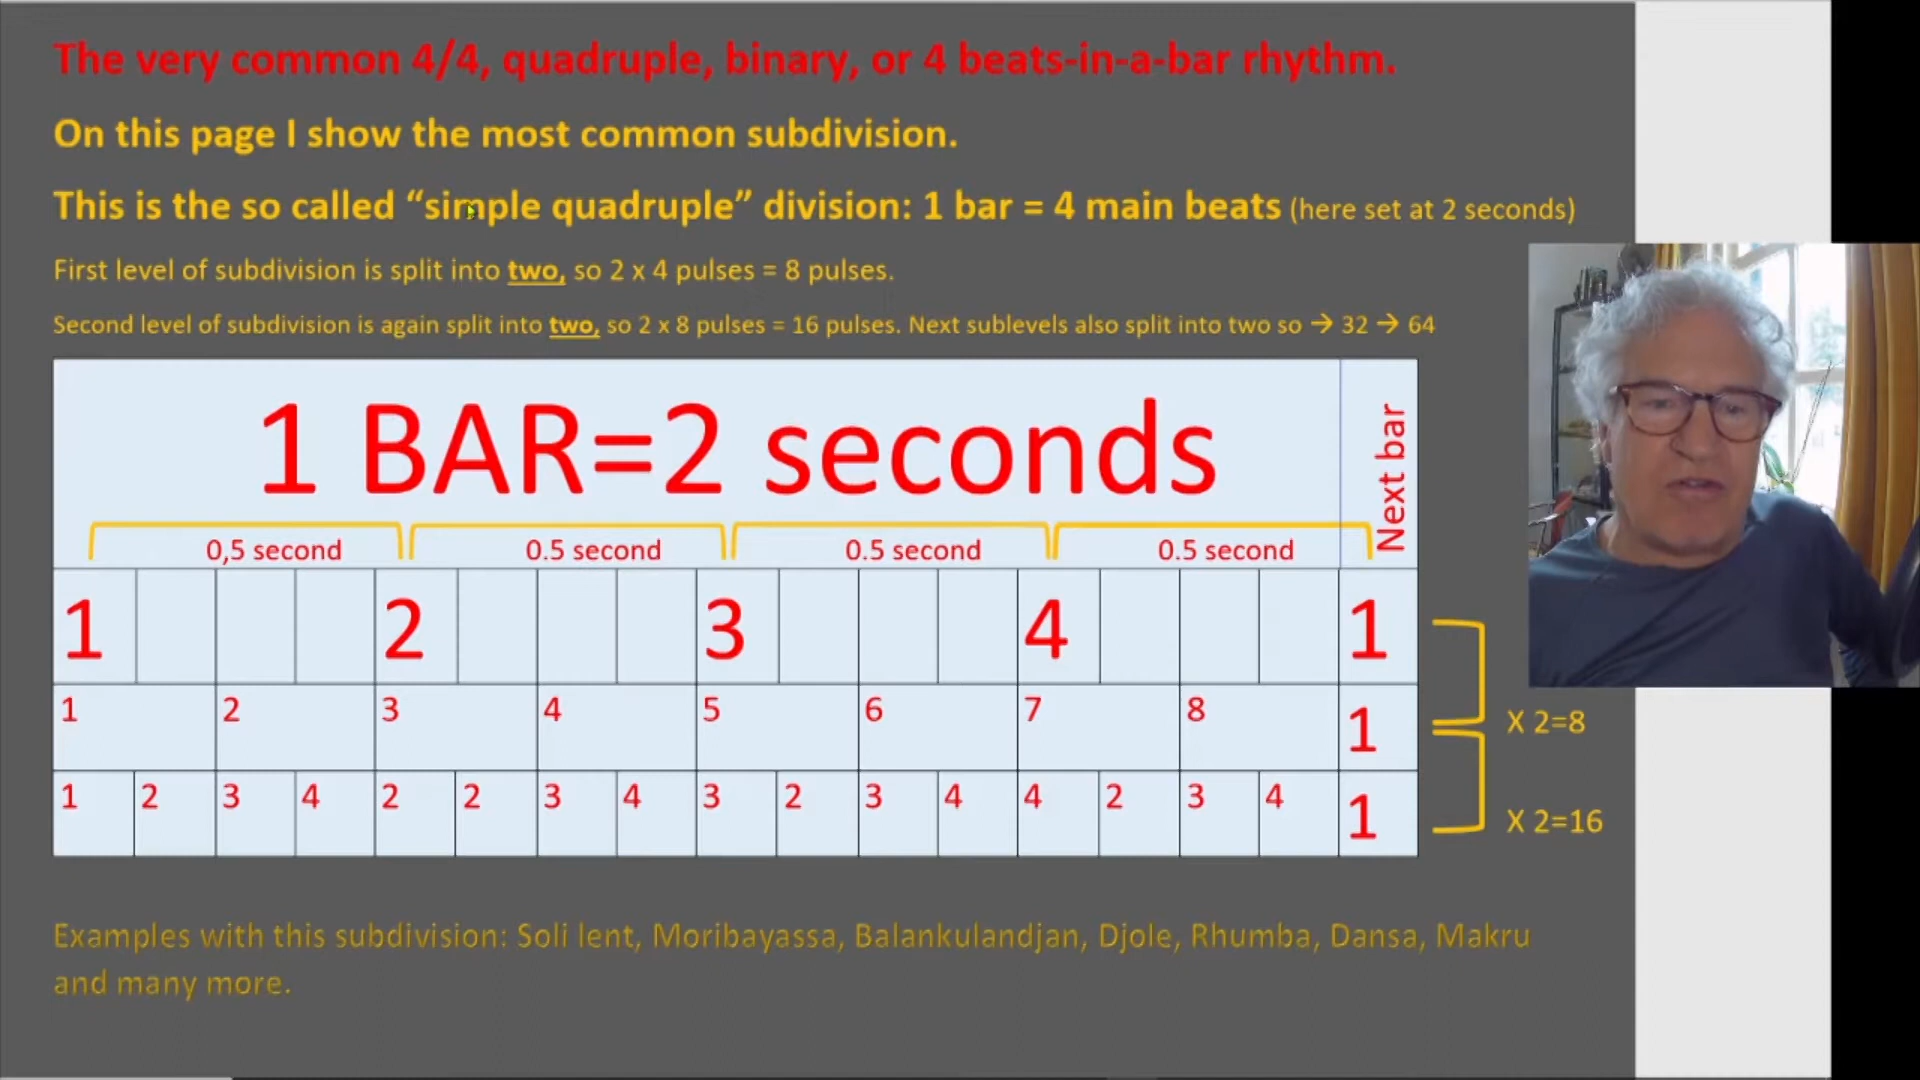 The very common 4/4, quadruple, binary, or 4 beats-in-a-bar rhythm.
On this page I show the most common subdivision.
This is the so called “simple quadruple” division: 1 bar = 4 main beats (here set at 2 seconds)
First level of subdivision is split into two, so 2 x 4 pulses = 8 pulses.
Second level of subdivision is again split into two, so 2 x 8 pulses = 16 pulses. Next sublevels also split into two so → 32 → 64
1 BAR=2 seconds
Next bar
0,5 second 0.5 second 0.5 second 0.5 second
1 2 3 4 1
1 2 3 4 5 6 7 8 1
X 2=8
1 2 3 4 2 2 3 4 3 2 3 4 4 2 3 4 1
X 2=16
Examples with this subdivision: Soli lent, Moribayassa, Balankulandjan, Djole, Rhumba, Dansa, Makru
and many more.